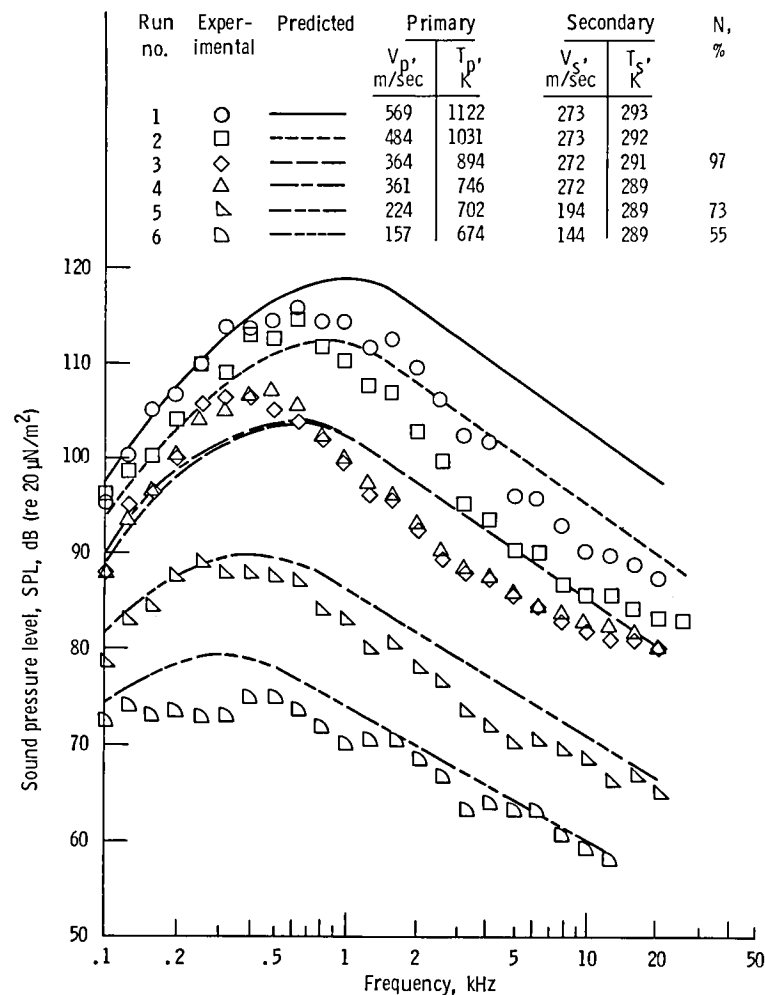 Run Exper- Predicted Primary Secondary N,
no. imental %
Vp, Tp, Vs, Ts,
m/sec K m/sec K
1 569 1122 273 293
2 484 1031 273 292
3 364 894 272 291 97
4 361 746 272 289
5 224 702 194 289 73
6 157 674 144 289 55
120
110
100
90
80
70
60
50
Sound pressure level, SPL, dB (re 20 μN/m²)
.1 .2 .5 1 2 5 10 20 50
Frequency, kHz